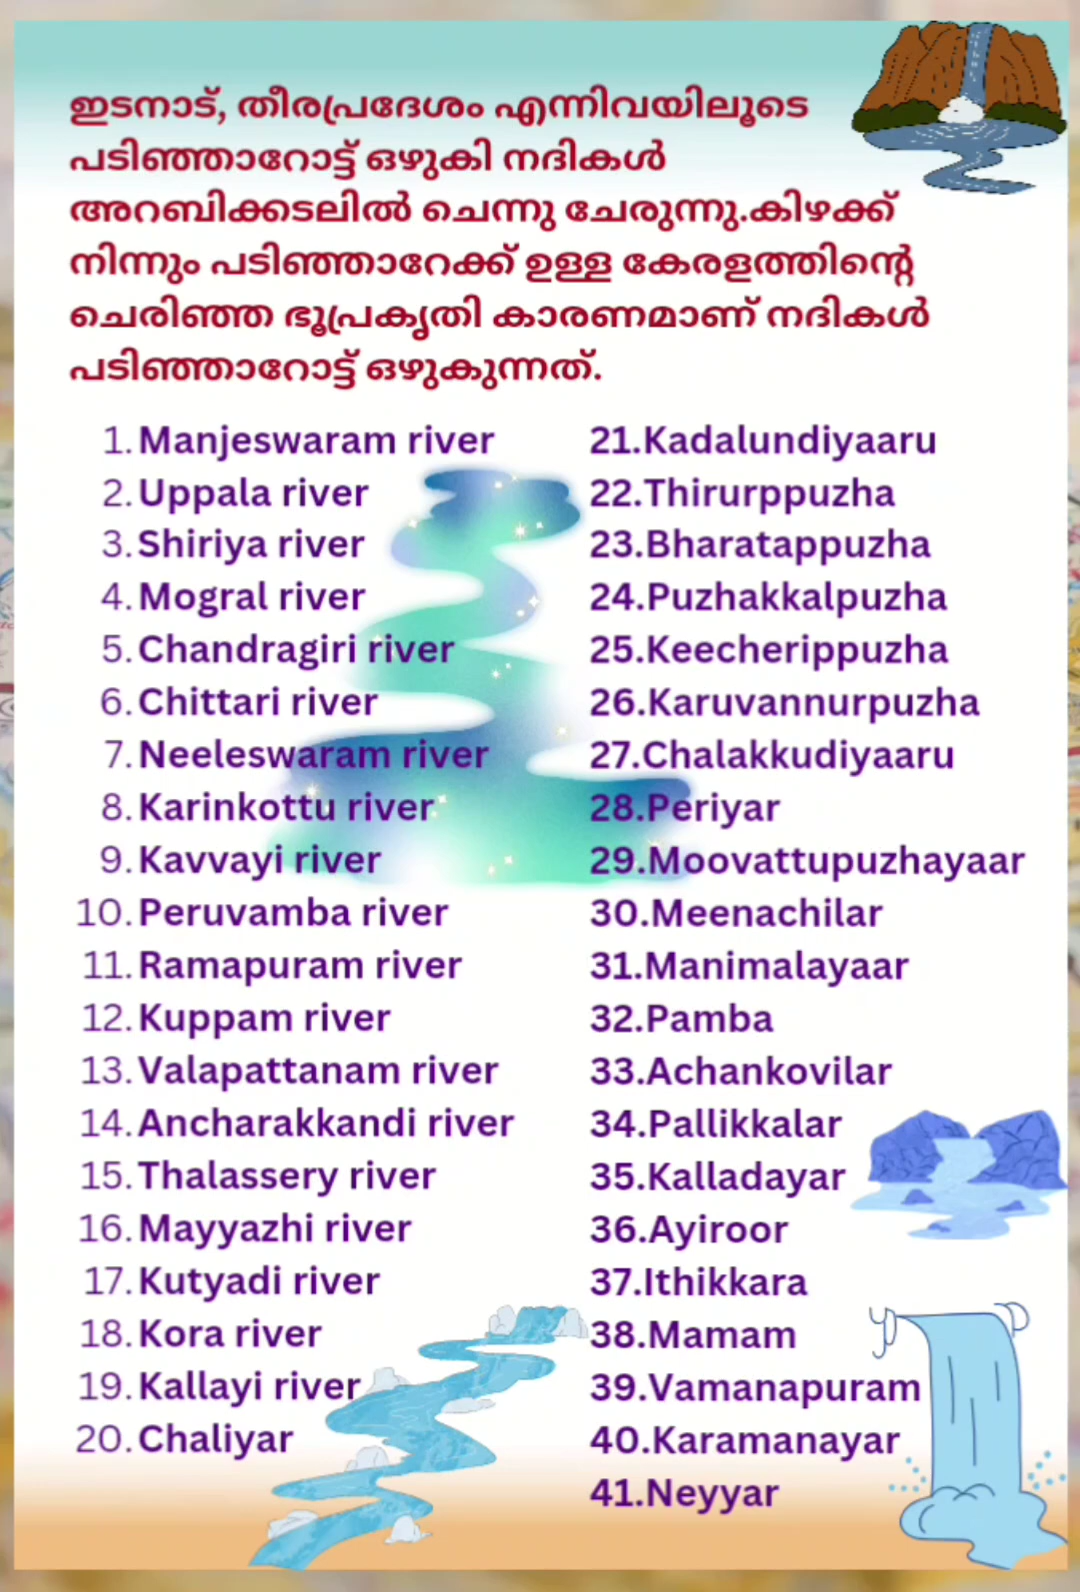 ഇടനാട്, തീരപ്രദേശം എന്നിവയിലൂടെ
പടിഞ്ഞാറോട്ട് ഒഴുകി നദികൾ
അറബിക്കടലിൽ ചെന്നു ചേരുന്നു.കിഴക്ക്
നിന്നും പടിഞ്ഞാറേക്ക് ഉള്ള കേരളത്തിന്റെ
ചെരിഞ്ഞ ഭൂപ്രകൃതി കാരണമാണ് നദികൾ
പടിഞ്ഞാറോട്ട് ഒഴുകുന്നത്.
1. Manjeswaram river
2. Uppala river
3. Shiriya river
4. Mogral river
5. Chandragiri river
6. Chittari river
7. Neeleswaram river
8. Karinkottu river
9. Kavvayi river
10. Peruvamba river
11. Ramapuram river
12. Kuppam river
13. Valapattanam river
14. Ancharakkandi river
15. Thalassery river
16. Mayyazhi river
17. Kutyadi river
18. Kora river
19. Kallayi river
20. Chaliyar
21.Kadalundiyaaru
22.Thirurppuzha
23.Bharatappuzha
24.Puzhakkalpuzha
25.Keecherippuzha
26.Karuvannurpuzha
27.Chalakkudiyaaru
28.Periyar
29.Moovattupuzhayaar
30.Meenachilar
31.Manimalayaar
32.Pamba
33.Achankovilar
34.Pallikkalar
35.Kalladayar
36.Ayiroor
37.Ithikkara
38.Mamam
39.Vamanapuram
40.Karamanayar
41.Neyyar